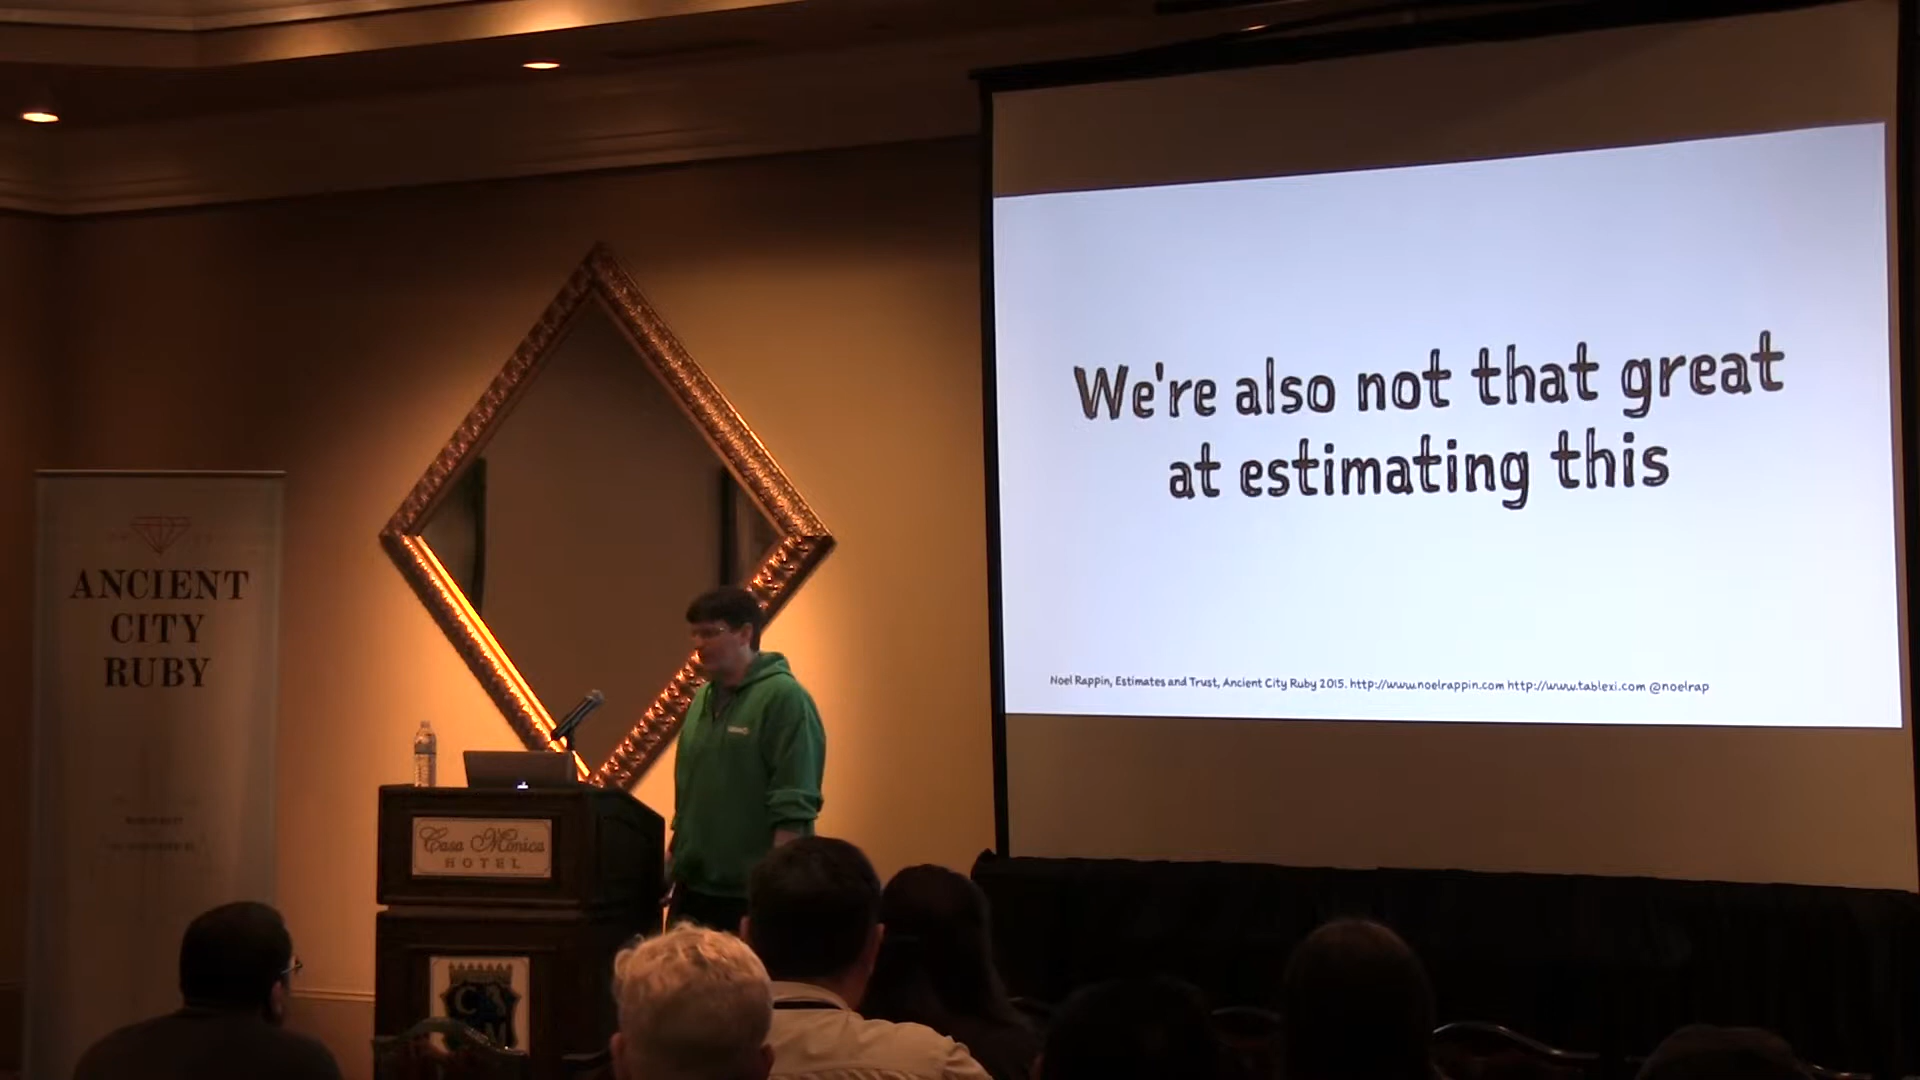 We're also not that great
at estimating this
Noel Rappin, Estimates and Trust, Ancient City Ruby 2015. http://www.noelrappin.com http://www.tablexi.com @noelrap
ANCIENT
CITY
RUBY
Casa Monica
HOTEL